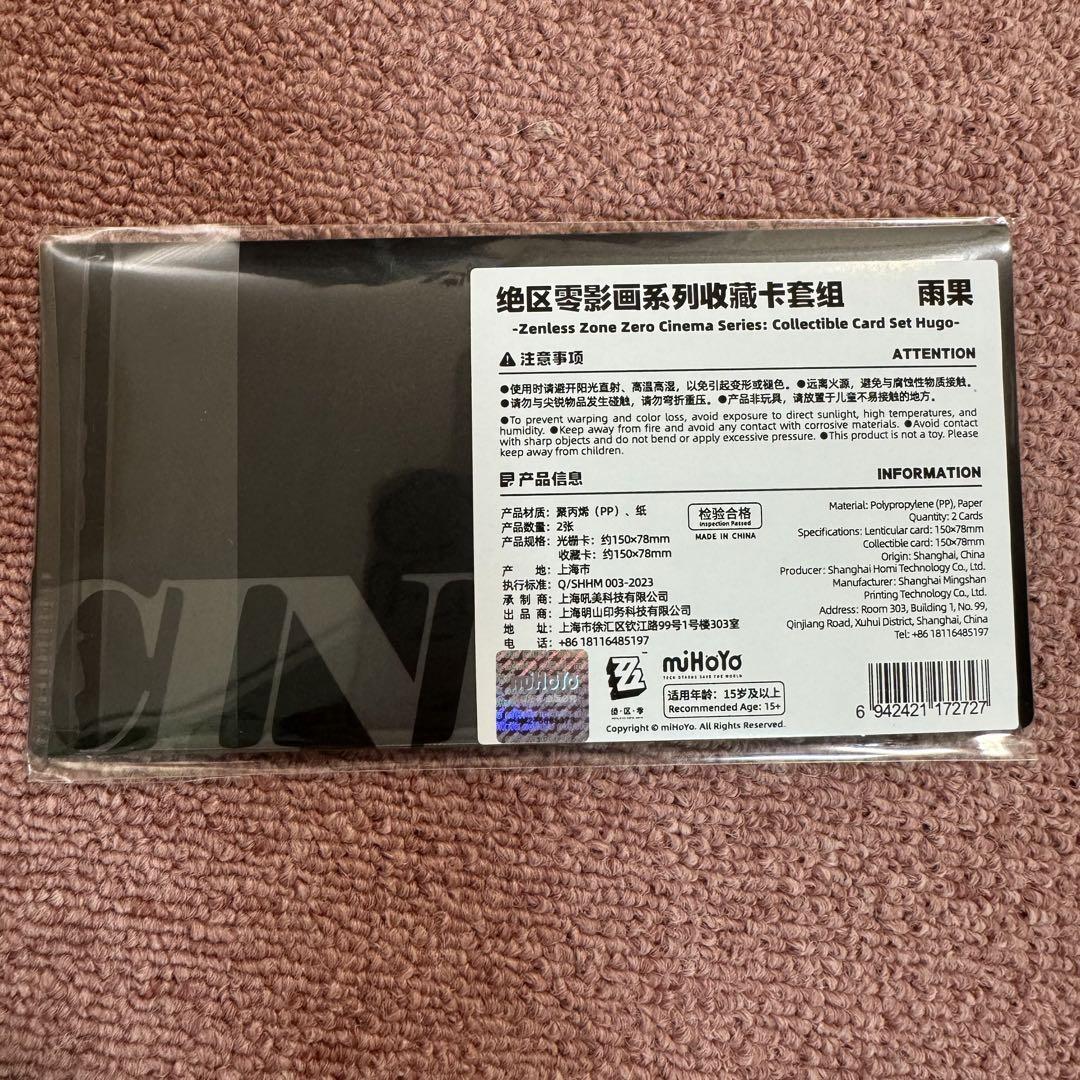 绝区零影画系列收藏卡套组 雨果
-Zenless Zone Zero Cinema Series: Collectible Card Set Hugo-
注意事项 ATTENTION
●使用时请避开阳光直射、高温高湿，以免引起变形或褪色。●远离火源，避免与腐蚀性物质接触。
●请勿与尖锐物品发生碰触，请勿弯折重压。●产品非玩具，请放置于儿童不易接触的地方。
●To prevent warping and color loss, avoid exposure to direct sunlight, high temperatures, and
humidity. ●Keep away from fire and avoid any contact with corrosive materials. ●Avoid contact
with sharp objects and do not bend or apply excessive pressure. ●This product is not a toy. Please
keep away from children.
产品信息 INFORMATION
产品材质：聚丙烯（PP）、纸
产品数量：2张
产品规格：光栅卡：约150×78mm
收藏卡：约150×78mm
产 地：上海市
执行标准：Q/SHHM 003-2023
承 制 商：上海吼美科技有限公司
出 品 商：上海明山印务科技有限公司
地 址：上海市徐汇区钦江路99号1号楼303室
电 话：+86 18116485197
检验合格
Inspection Passed
MADE IN CHINA
Material: Polypropylene (PP), Paper
Quantity: 2 Cards
Specifications: Lenticular card: 150×78mm
Collectible card: 150×78mm
Origin: Shanghai, China
Producer: Shanghai Homi Technology Co., Ltd.
Manufacturer: Shanghai Mingshan
Printing Technology Co., Ltd.
Address: Room 303, Building 1, No. 99,
Qinjiang Road, Xuhui District, Shanghai, China
Tel: +86 18116485197
miHoYo
绝·区·零
miHoYo
TECH OTAKUS SAVE THE WORLD
适用年龄：15岁及以上
Recommended Age: 15+
Copyright © miHoYo. All Rights Reserved.
6 942421 172727
CIN